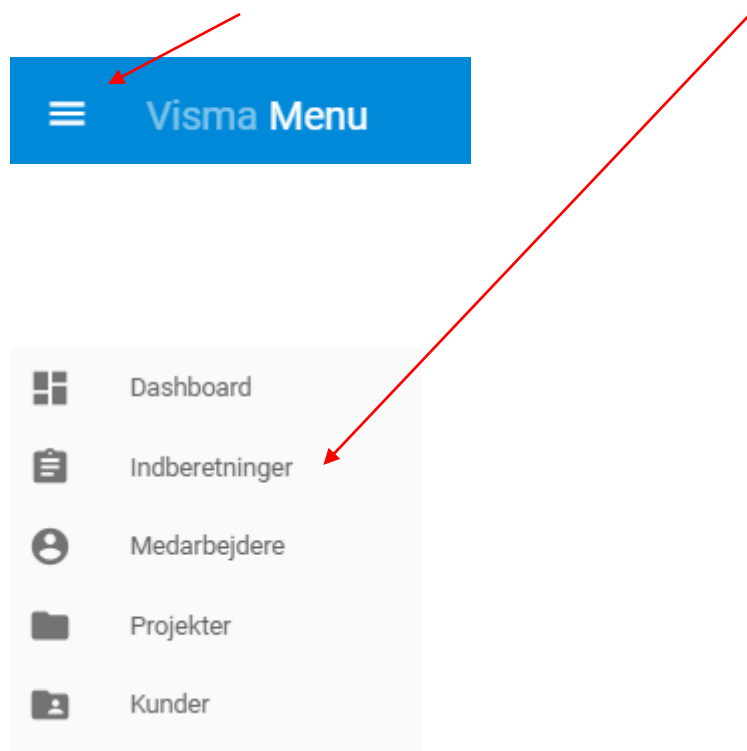 Visma Menu
Dashboard
Indberetninger
Medarbejdere
Projekter
Kunder